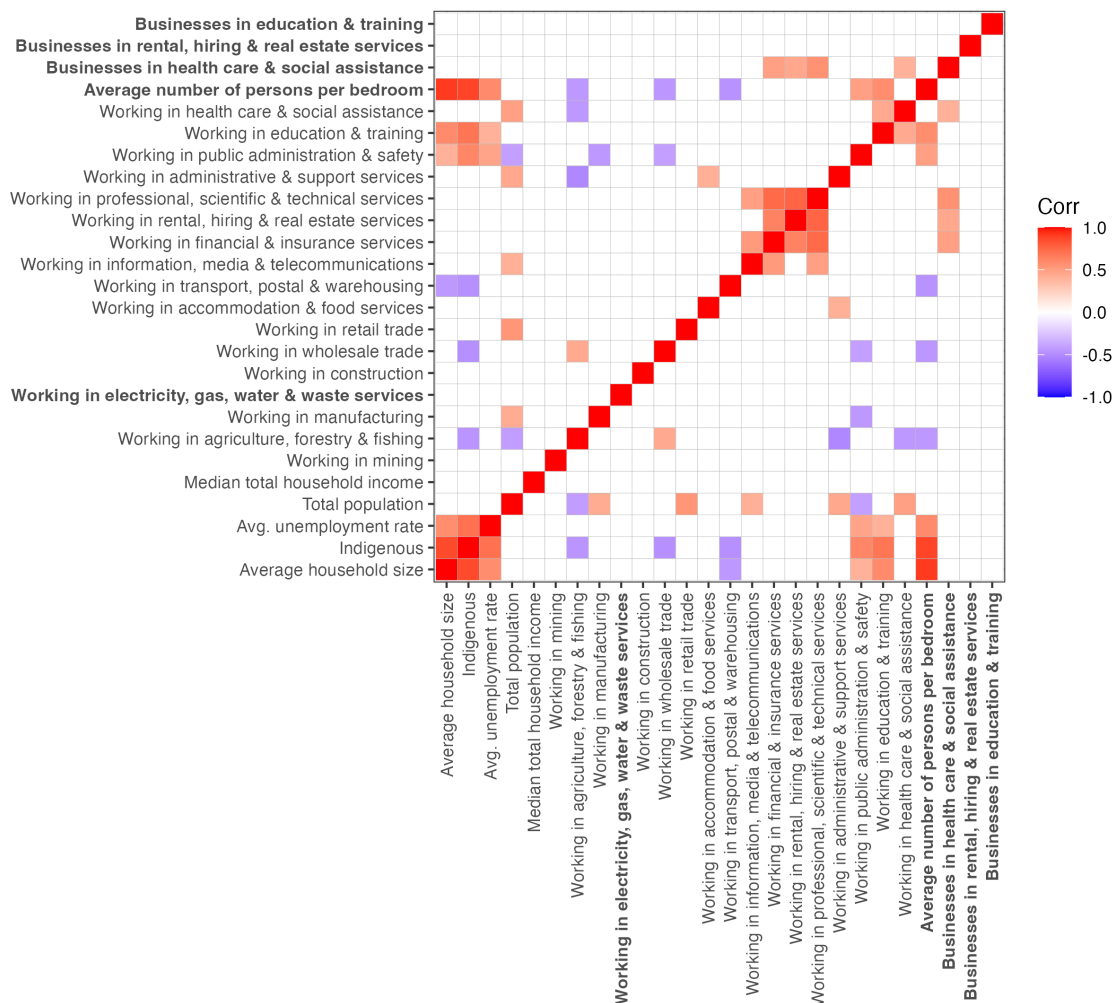 Businesses in education & training
Businesses in rental, hiring & real estate services
Businesses in health care & social assistance
Average number of persons per bedroom
Working in health care & social assistance
Working in education & training
Working in public administration & safety
Working in administrative & support services
Working in professional, scientific & technical services
Working in rental, hiring & real estate services
Working in financial & insurance services
Working in information, media & telecommunications
Working in transport, postal & warehousing
Working in accommodation & food services
Working in retail trade
Working in wholesale trade
Working in construction
Working in electricity, gas, water & waste services
Working in manufacturing
Working in agriculture, forestry & fishing
Working in mining
Median total household income
Total population
Avg. unemployment rate
Indigenous
Average household size
Corr
1.0
0.5
0.0
-0.5
-1.0
Average household size
Indigenous
Avg. unemployment rate
Total population
Median total household income
Working in mining
Working in agriculture, forestry & fishing
Working in manufacturing
Working in electricity, gas, water & waste services
Working in construction
Working in wholesale trade
Working in retail trade
Working in accommodation & food services
Working in transport, postal & warehousing
Working in information, media & telecommunications
Working in financial & insurance services
Working in rental, hiring & real estate services
Working in professional, scientific & technical services
Working in administrative & support services
Working in public administration & safety
Working in education & training
Working in health care & social assistance
Average number of persons per bedroom
Businesses in health care & social assistance
Businesses in rental, hiring & real estate services
Businesses in education & training